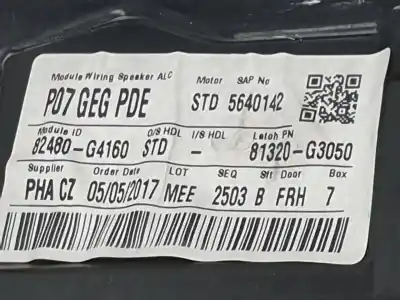 Module Wiring Speaker ALC Motor SAP No
P07 GEG PDE STD 5640142
Module ID O/S HDL I/S HDL Latch PN
82480-G4160 STD - 81320-G3050
Supplier Order Date LOT SEQ Sft Door Box
PHA CZ 05/05/2017 MEE 2503 B FRH 7